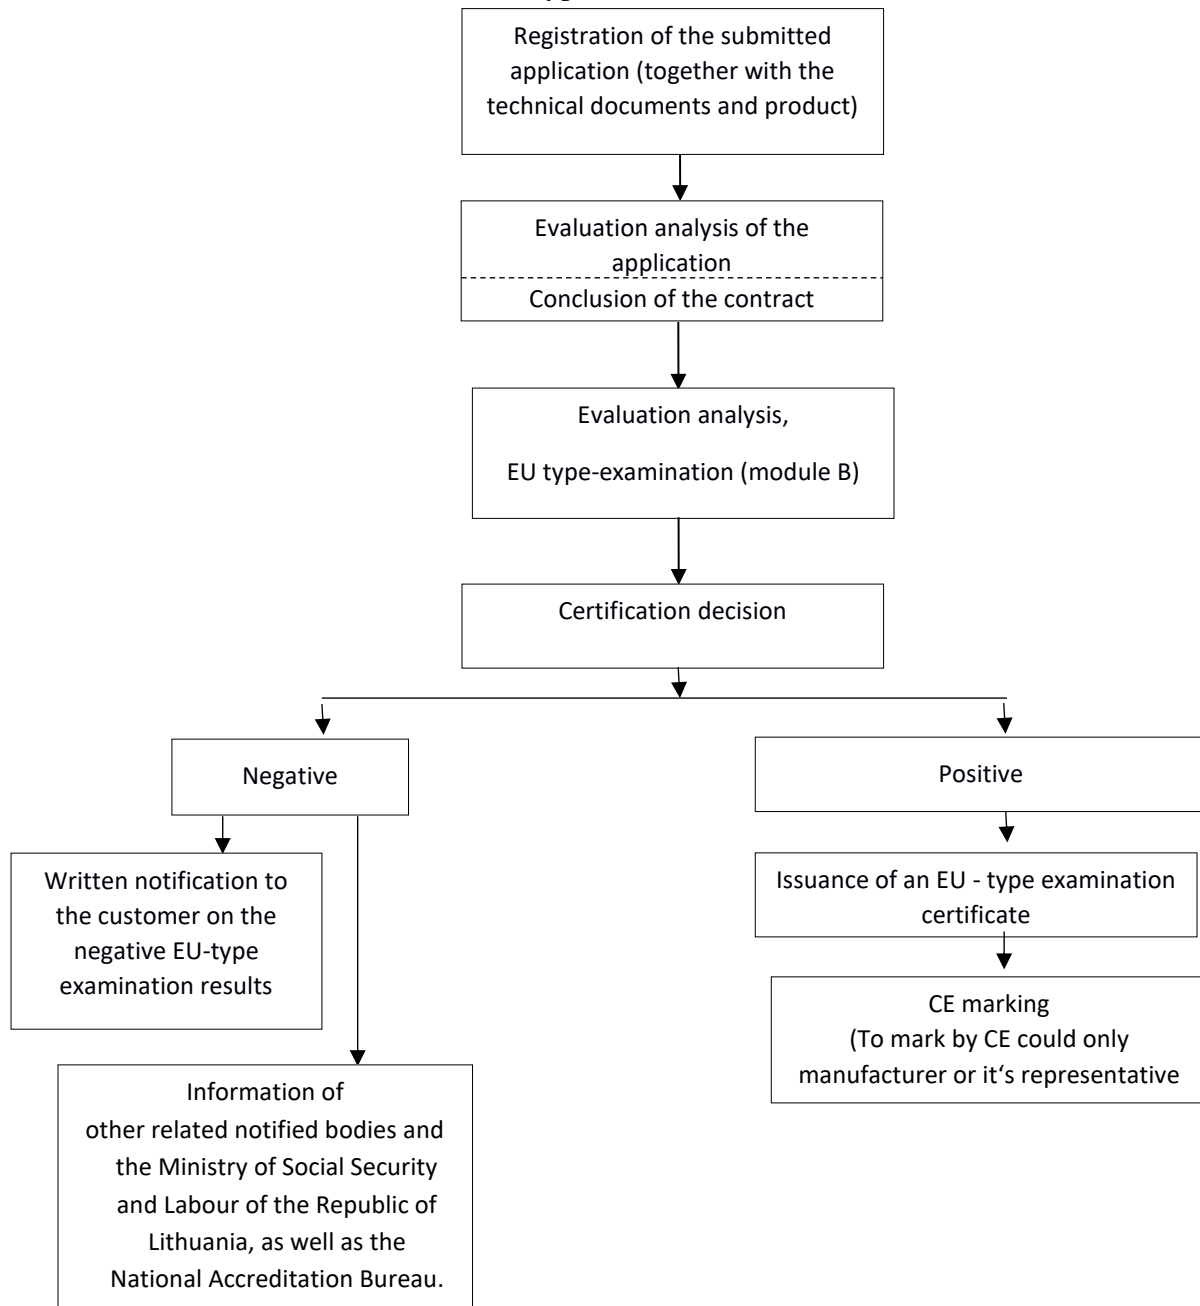 Registration of the submitted
application (together with the
technical documents and product)
Evaluation analysis of the
application
Conclusion of the contract
Evaluation analysis,
EU type-examination (module B)
Certification decision
Negative
Positive
Written notification to
the customer on the
negative EU-type
examination results
Issuance of an EU - type examination
certificate
CE marking
(To mark by CE could only
manufacturer or it‘s representative
Information of
other related notified bodies and
the Ministry of Social Security
and Labour of the Republic of
Lithuania, as well as the
National Accreditation Bureau.